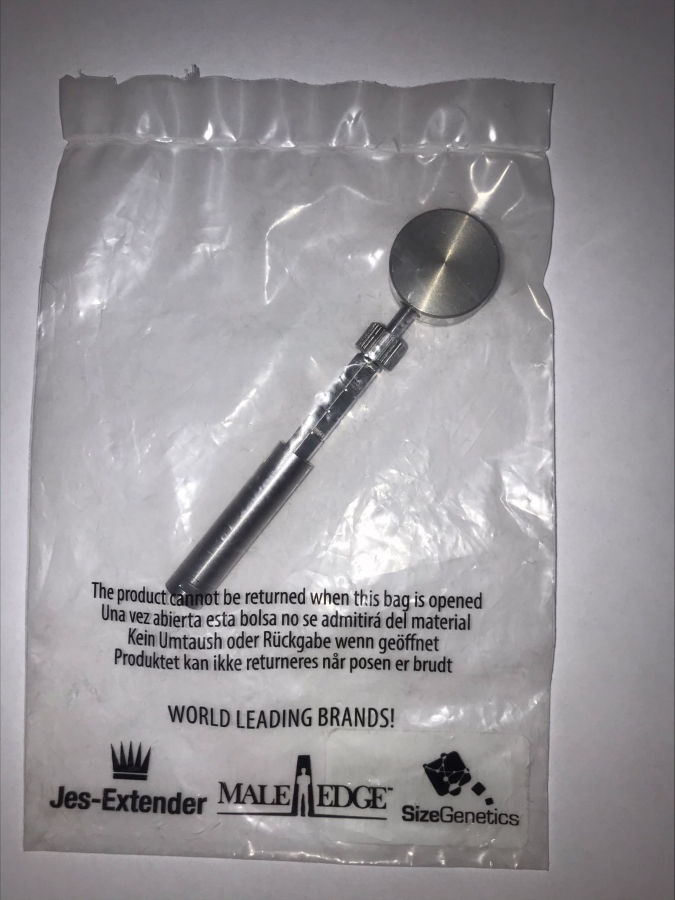 The product cannot be returned when this bag is opened
Una vez abierta esta bolsa no se admitirá del material
Kein Umtaush oder Rückgabe wenn geöffnet
Produktet kan ikke returneres når posen er brudt
WORLD LEADING BRANDS!
Jes-Extender
MALE EDGE™
SizeGenetics